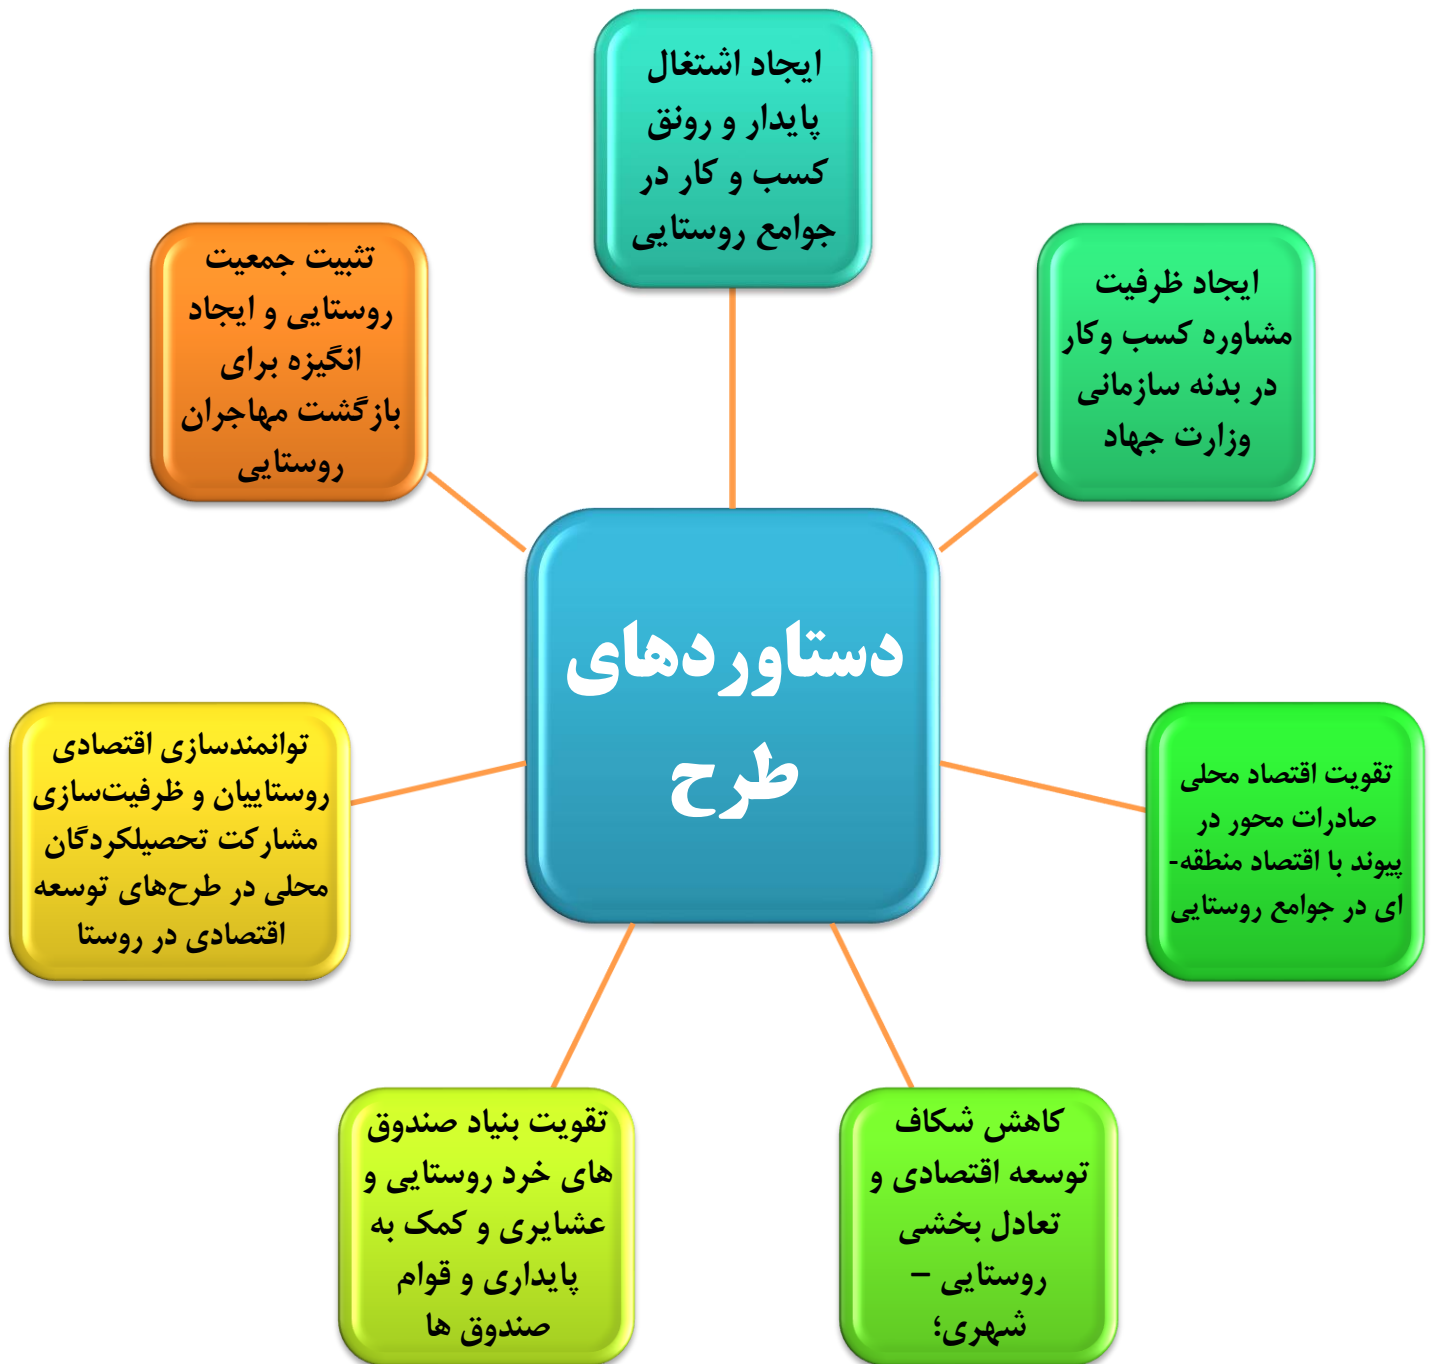 ایجاد اشتغال
پایدار و رونق
کسب و کار در
جوامع روستایی
ایجاد ظرفیت
مشاوره کسب وکار
در بدنه سازمانی
وزارت جهاد
تقویت اقتصاد محلی
صادرات محور در
پیوند با اقتصاد منطقه-
ای در جوامع روستایی
کاهش شکاف
توسعه اقتصادی و
تعادل بخشی
روستایی –
شهری؛
تقویت بنیاد صندوق
های خرد روستایی و
عشایری و کمک به
پایداری و قوام
صندوق ها
توانمندسازی اقتصادی
روستاییان و ظرفیت‌سازی
مشارکت تحصیلکردگان
محلی در طرح‌های توسعه
اقتصادی در روستا
تثبیت جمعیت
روستایی و ایجاد
انگیزه برای
بازگشت مهاجران
روستایی
دستاوردهای
طرح